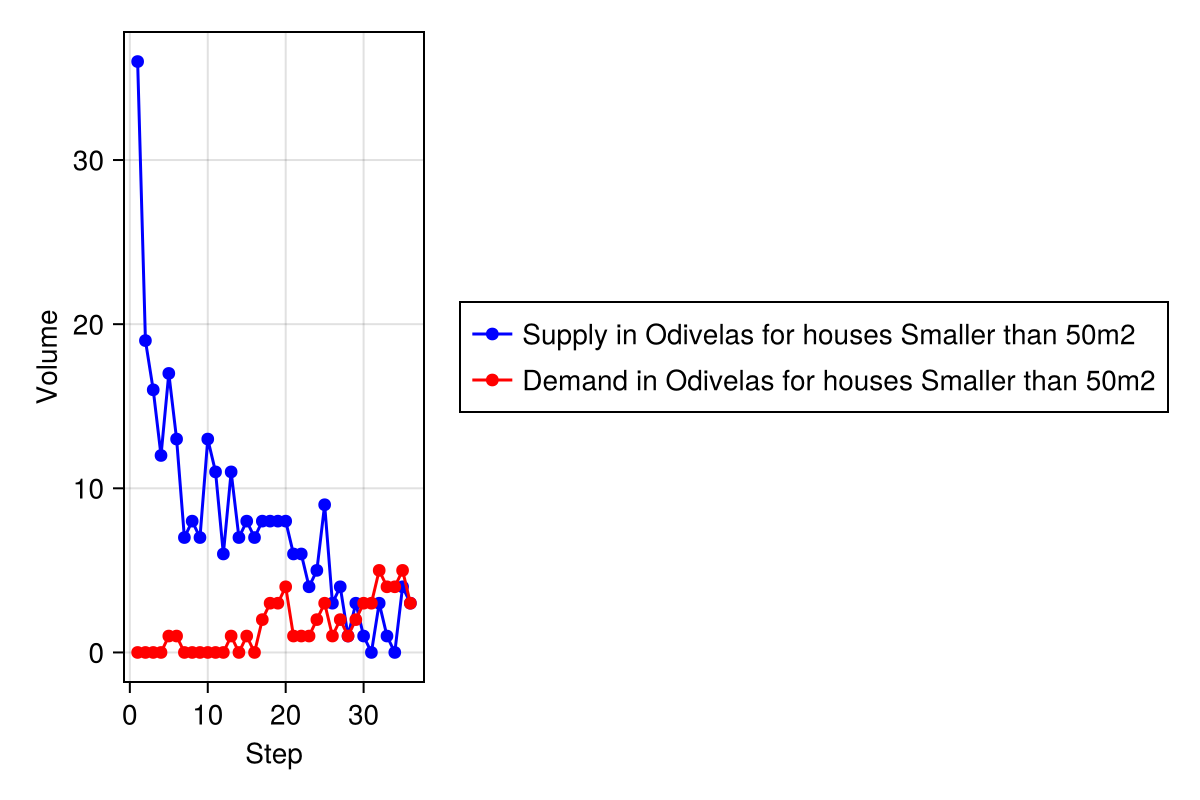 Volume
30
20
10
0
0 10 20 30
Step
Supply in Odivelas for houses Smaller than 50m2
Demand in Odivelas for houses Smaller than 50m2